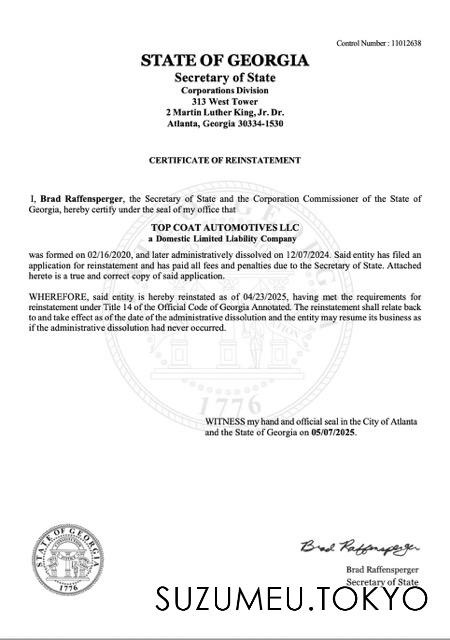 Control Number : 11012638
STATE OF GEORGIA
Secretary of State
Corporations Division
313 West Tower
2 Martin Luther King, Jr. Dr.
Atlanta, Georgia 30334-1530
CERTIFICATE OF REINSTATEMENT
I, Brad Raffensperger, the Secretary of State and the Corporation Commissioner of the State of
Georgia, hereby certify under the seal of my office that
TOP COAT AUTOMOTIVES LLC
a Domestic Limited Liability Company
was formed on 02/16/2020, and later administratively dissolved on 12/07/2024. Said entity has filed an
application for reinstatement and has paid all fees and penalties due to the Secretary of State. Attached
hereto is a true and correct copy of said application.
WHEREFORE, said entity is hereby reinstated as of 04/23/2025, having met the requirements for
reinstatement under Title 14 of the Official Code of Georgia Annotated. The reinstatement shall relate back
to and take effect as of the date of the administrative dissolution and the entity may resume its business as
if the administrative dissolution had never occurred.
1776
WITNESS my hand and official seal in the City of Atlanta
and the State of Georgia on 05/07/2025.
STATE OF GEORGIA
1776
Brad Raffensperger
Brad Raffensperger
Secretary of State
SUZUMEU.TOKYO